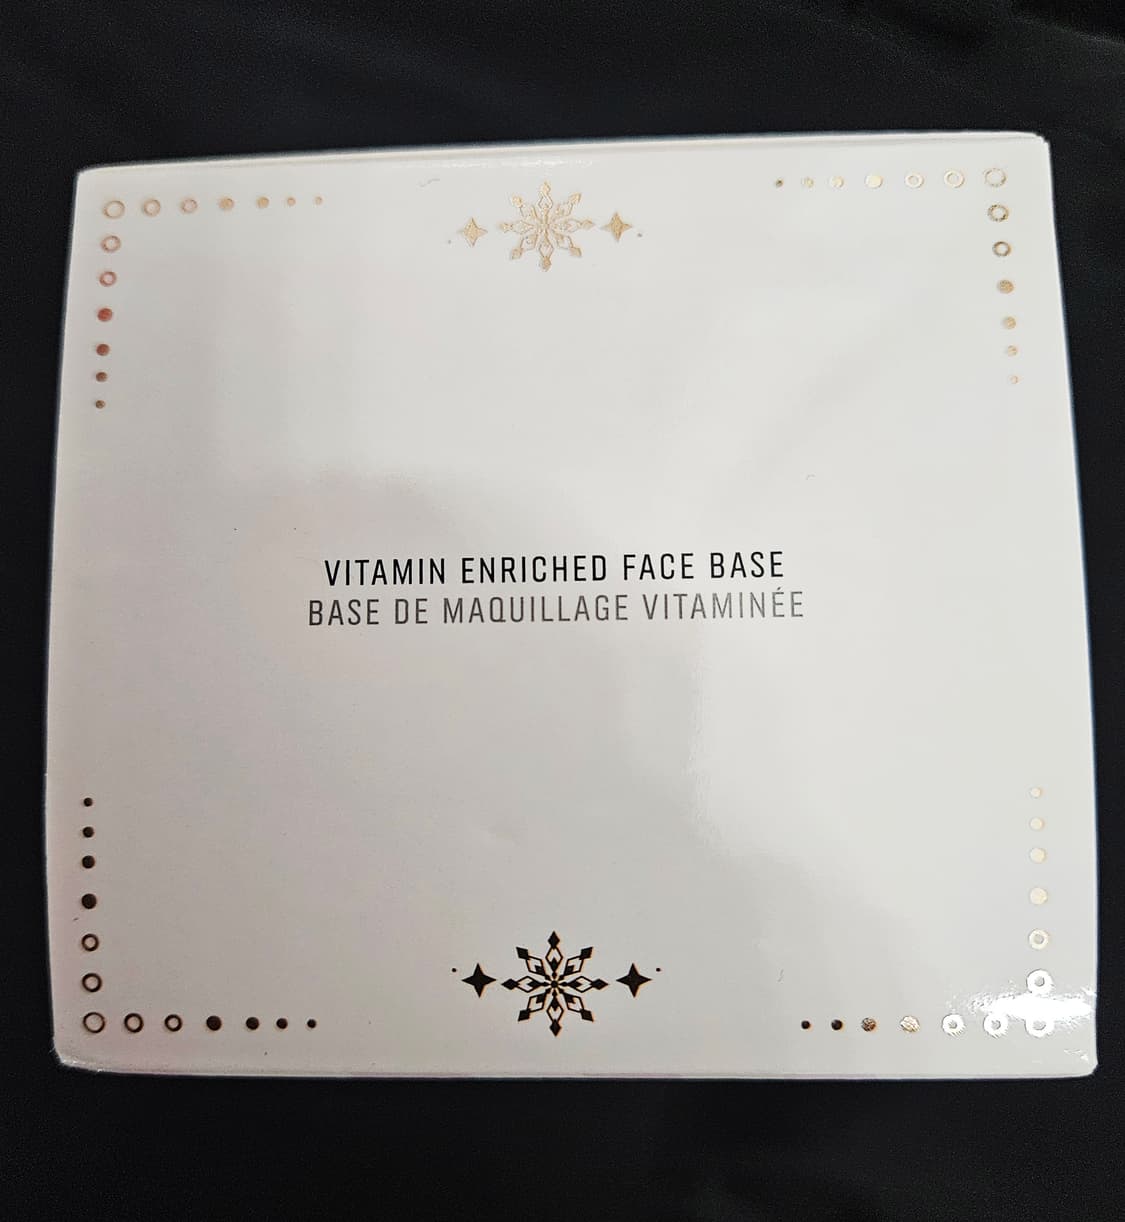 VITAMIN ENRICHED FACE BASE
BASE DE MAQUILLAGE VITAMINÉE